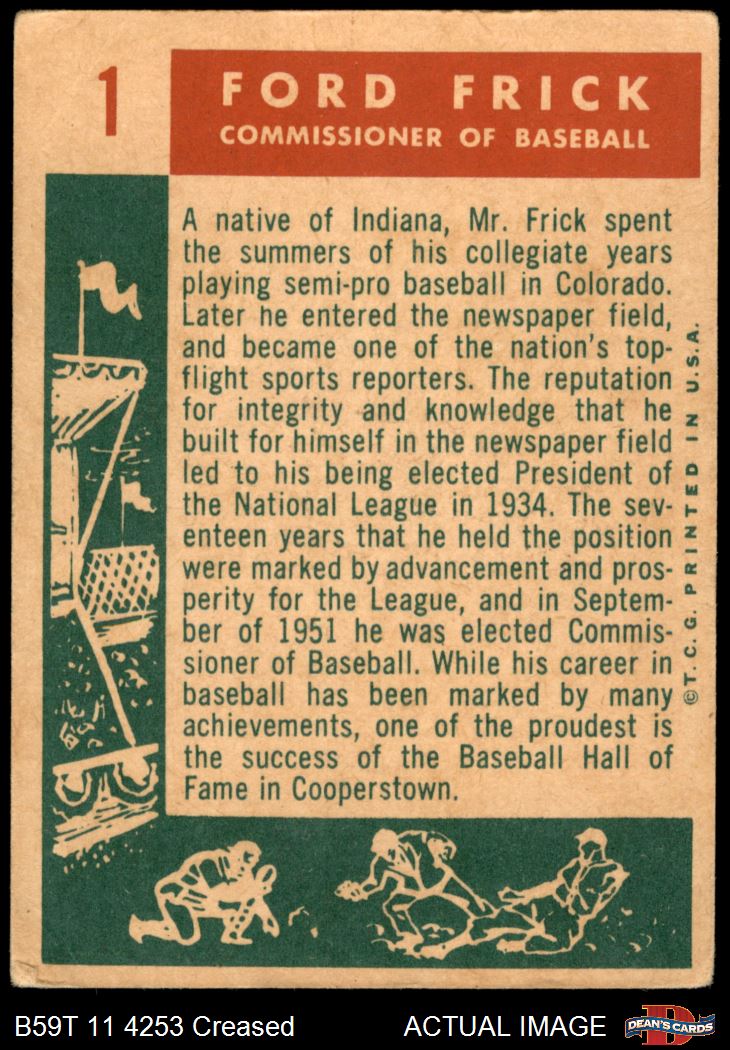 1
FORD FRICK
COMMISSIONER OF BASEBALL
A native of Indiana, Mr. Frick spent
the summers of his collegiate years
playing semi-pro baseball in Colorado.
Later he entered the newspaper field,
and became one of the nation's top-
flight sports reporters. The reputation
for integrity and knowledge that he
built for himself in the newspaper field
led to his being elected President of
the National League in 1934. The sev-
enteen years that he held the position
were marked by advancement and pros-
perity for the League, and in Septem-
ber of 1951 he was elected Commis-
sioner of Baseball. While his career in
baseball has been marked by many
achievements, one of the proudest is
the success of the Baseball Hall of
Fame in Cooperstown.
©T. C. G. PRINTED IN U.S.A.
B59T 11 4253 Creased
ACTUAL IMAGE
D
DEAN'S CARDS